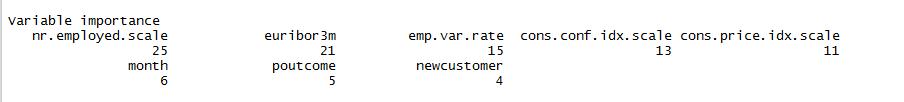 Variable importance
nr.employed.scale euribor3m emp.var.rate cons.conf.idx.scale cons.price.idx.scale
25 21 15 13 11
month poutcome newcustomer
6 5 4